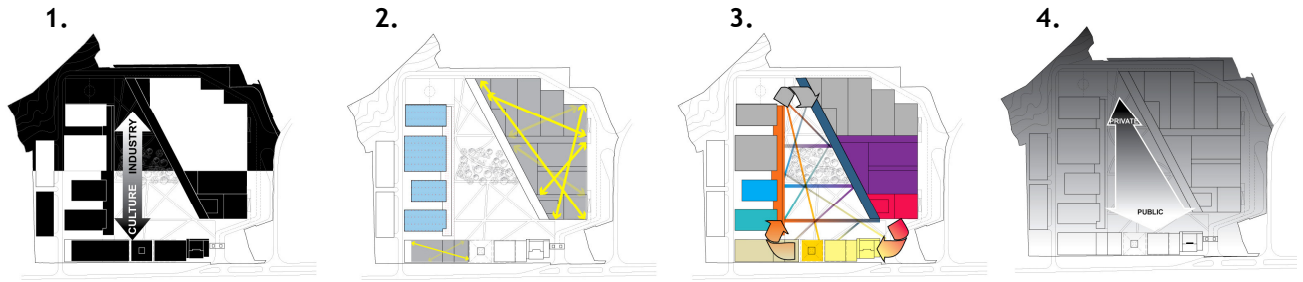 1.
2.
3.
4.
CULTURE INDUSTRY
PRIVATE
PUBLIC